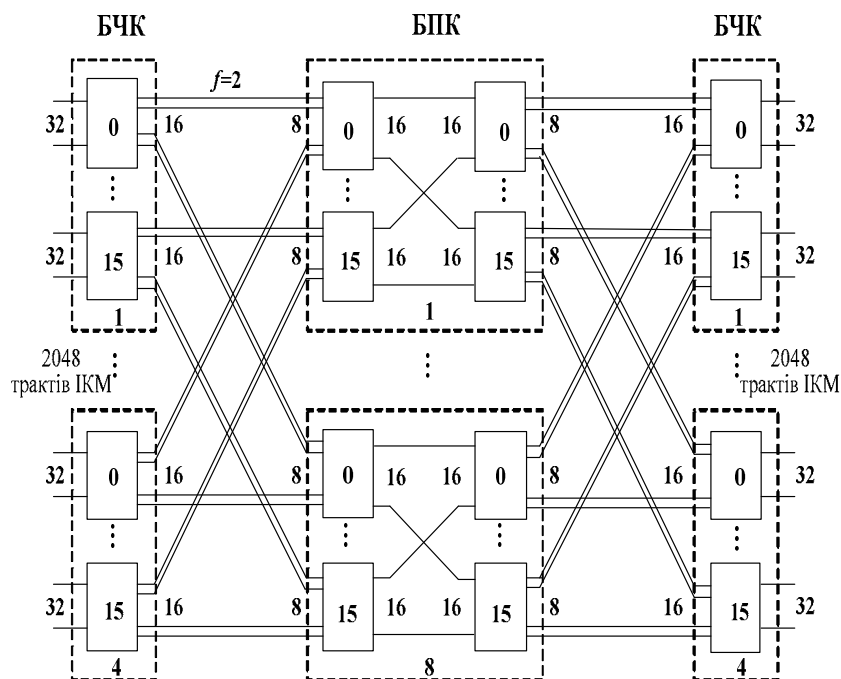 БЧК БПК БЧК
f=2
32 0 16 8 0 16 16 0 8 16 0 32
32 15 16 8 15 16 16 15 8 16 15 32
1 1 1
2048 2048
трактів ІКМ трактів ІКМ
32 0 16 8 0 16 16 0 8 16 0 32
32 15 16 8 15 16 16 15 8 16 15 32
4 8 4